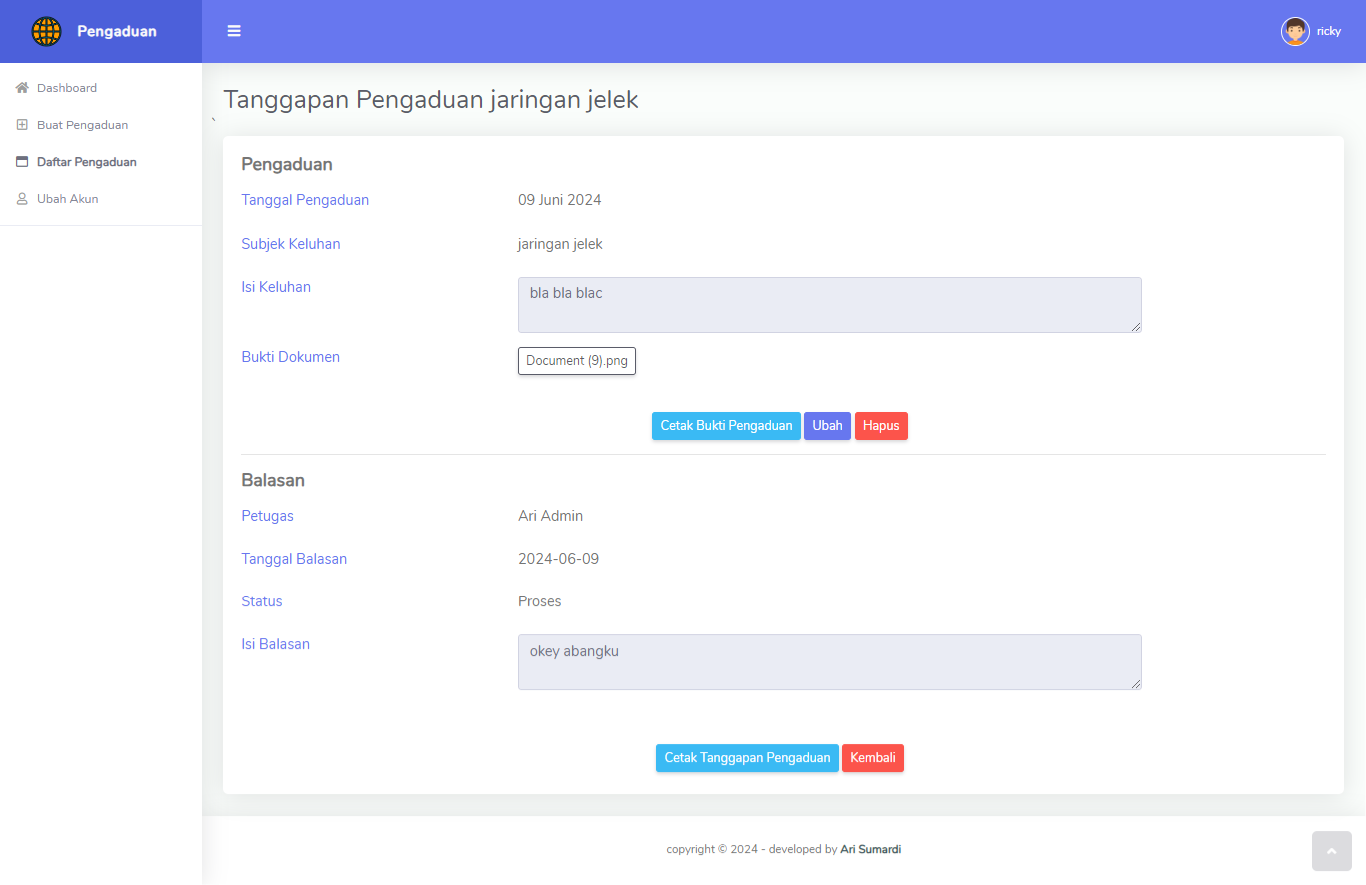 Pengaduan
ricky
Dashboard
Buat Pengaduan
Daftar Pengaduan
Ubah Akun
Tanggapan Pengaduan jaringan jelek
`
Pengaduan
Tanggal Pengaduan 09 Juni 2024
Subjek Keluhan jaringan jelek
Isi Keluhan bla bla blac
Bukti Dokumen Document (9).png
Cetak Bukti Pengaduan Ubah Hapus
Balasan
Petugas Ari Admin
Tanggal Balasan 2024-06-09
Status Proses
Isi Balasan okey abangku
Cetak Tanggapan Pengaduan Kembali
copyright © 2024 - developed by Ari Sumardi